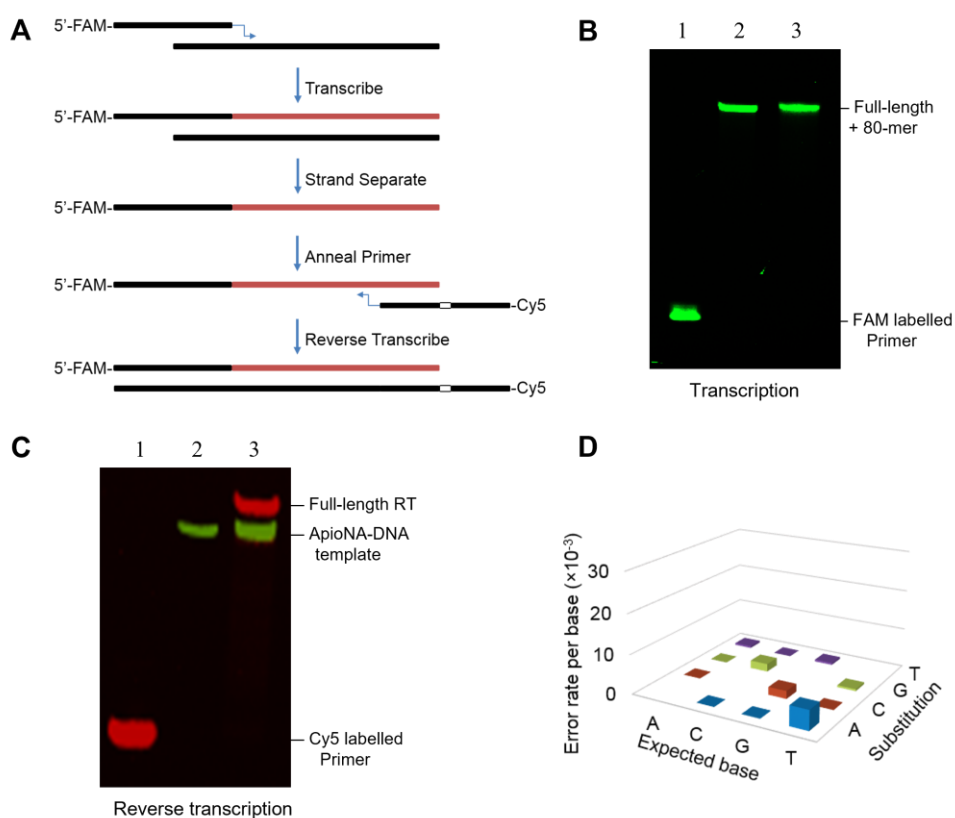 A
5'-FAM-
Transcribe
5'-FAM-
Strand Separate
5'-FAM-
Anneal Primer
5'-FAM-
-Cy5
Reverse Transcribe
5'-FAM-
-Cy5
B
1 2 3
Full-length
+ 80-mer
FAM labelled
Primer
Transcription
C
1 2 3
Full-length RT
ApioNA-DNA
template
Cy5 labelled
Primer
Reverse transcription
D
Error rate per base (×10⁻³)
30
20
10
0
A C G T
Expected base
A C G T
Substitution